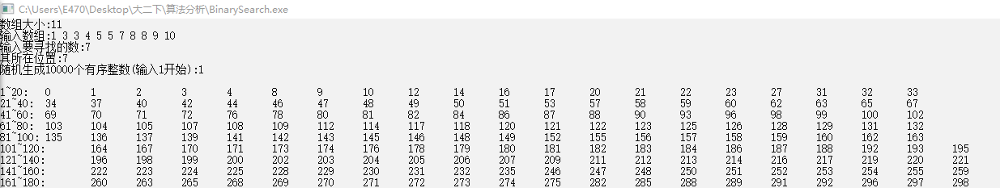 C:\Users\E470\Desktop\大二下\算法分析\BinarySearch.exe
数组大小:11
输入数组:1 3 3 4 5 5 7 8 8 9 10
输入要寻找的数:7
其所在位置:7
随机生成10000个有序整数(输入1开始):1
1~20: 0 1 2 3 4 8 9 10 12 14 16 17 20 21 22 23 27 31 32 33
21~40: 34 37 40 42 44 46 47 48 49 50 51 53 57 58 59 60 62 63 65 67
41~60: 69 70 71 72 76 78 80 81 82 84 86 87 88 90 93 96 98 99 100 102
61~80: 103 104 105 107 108 109 112 114 117 118 120 121 122 123 125 126 128 129 131 132
81~100: 135 136 137 139 141 142 143 145 146 148 149 152 155 156 157 158 159 160 162 163
101~120: 164 167 170 171 173 174 176 178 179 180 181 182 183 184 186 187 188 192 193 195
121~140: 196 198 199 200 202 203 204 205 206 207 209 211 212 213 214 216 217 219 220 221
141~160: 222 223 224 225 228 229 230 231 232 235 246 247 248 250 251 252 253 254 255 259
161~180: 260 263 265 268 269 270 271 272 273 274 275 282 285 288 289 291 292 296 297 298